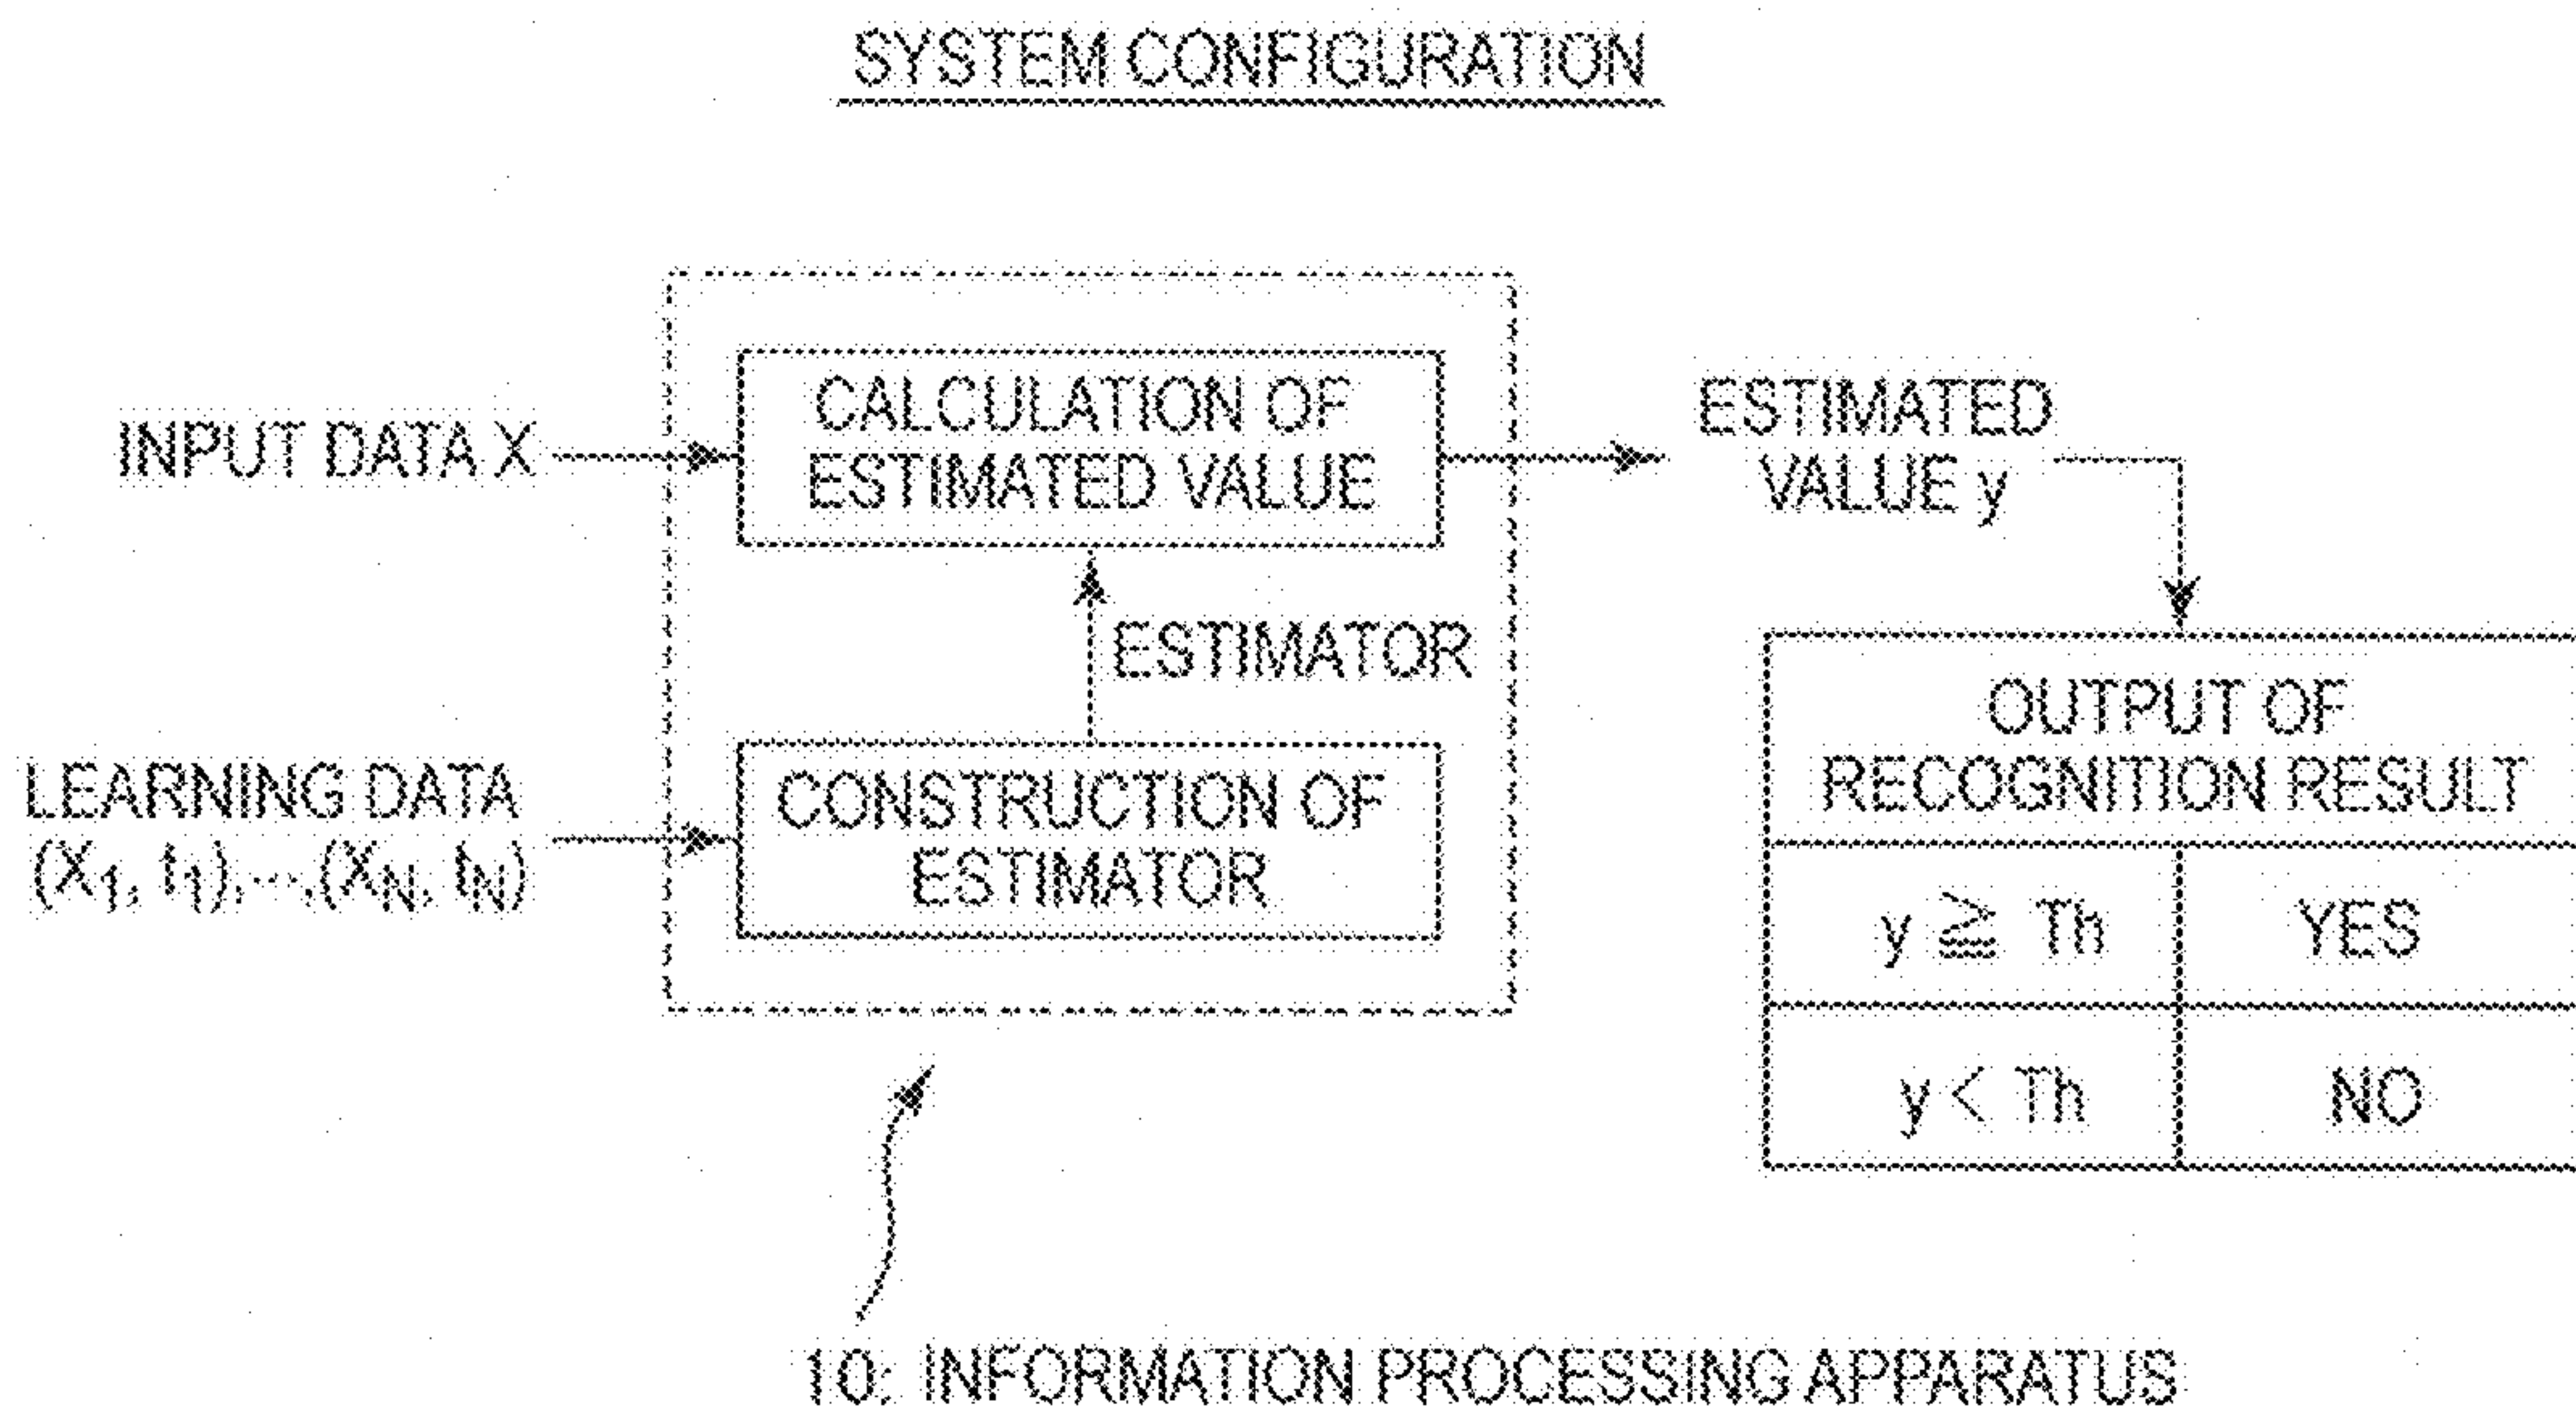 SYSTEM CONFIGURATION
INPUT DATA X
CALCULATION OF
ESTIMATED VALUE
ESTIMATED
VALUE y
ESTIMATOR
LEARNING DATA
(X1, t1),···,(XN, tN)
CONSTRUCTION OF
ESTIMATOR
OUTPUT OF
RECOGNITION RESULT
y ≧ Th YES
y < Th NO
10: INFORMATION PROCESSING APPARATUS